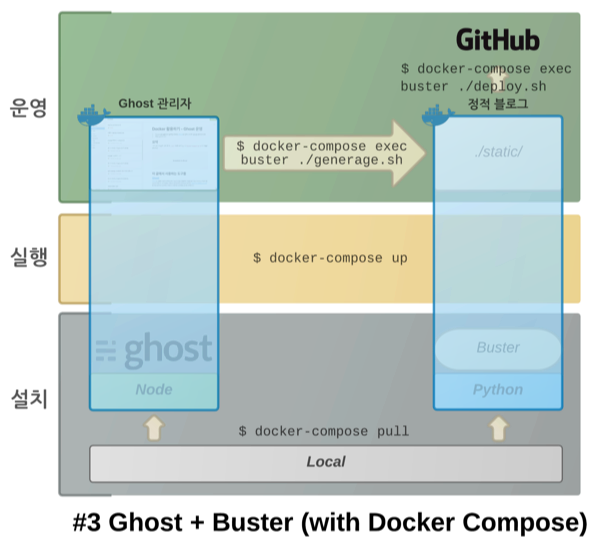 GitHub
$ docker-compose exec
buster ./deploy.sh
운영
Ghost 관리자
정적 블로그
$ docker-compose exec
buster ./generage.sh
./static/
실행
$ docker-compose up
ghost
Buster
설치
Node
Python
$ docker-compose pull
Local
#3 Ghost + Buster (with Docker Compose)